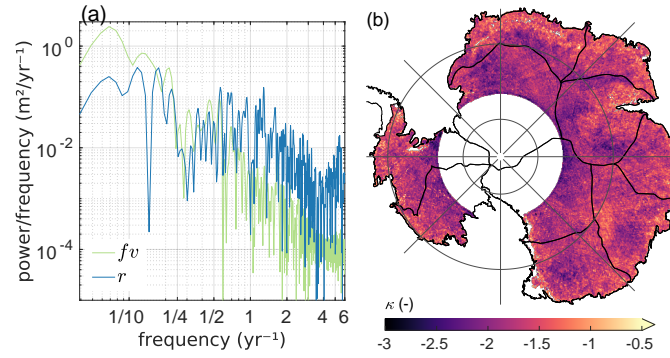 (a)
power/frequency (m²/yr⁻¹)
10⁰
10⁻²
10⁻⁴
fv
r
1/10 1/4 1/2 1 2 4 6
frequency (yr⁻¹)
(b)
κ (-)
-3 -2.5 -2 -1.5 -1 -0.5